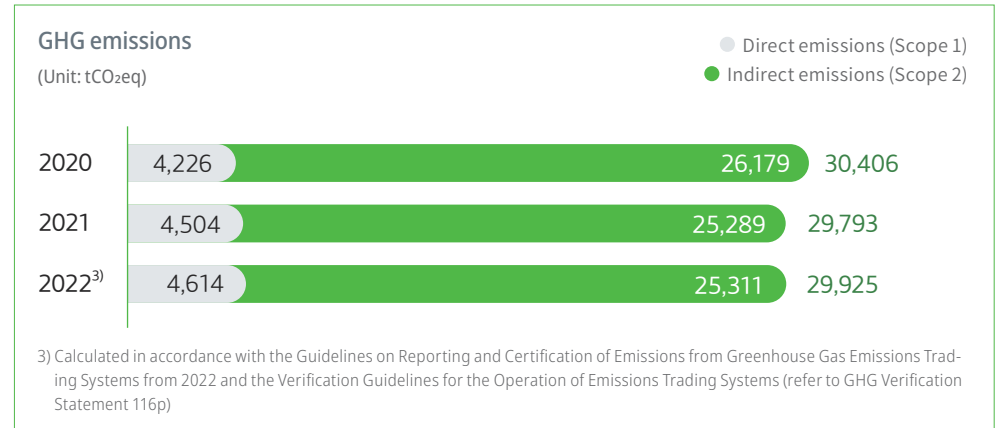 GHG emissions
(Unit: tCO₂eq)
Direct emissions (Scope 1)
Indirect emissions (Scope 2)
2020 4,226 26,179 30,406
2021 4,504 25,289 29,793
2022³⁾ 4,614 25,311 29,925
3) Calculated in accordance with the Guidelines on Reporting and Certification of Emissions from Greenhouse Gas Emissions Trad-
ing Systems from 2022 and the Verification Guidelines for the Operation of Emissions Trading Systems (refer to GHG Verification
Statement 116p)